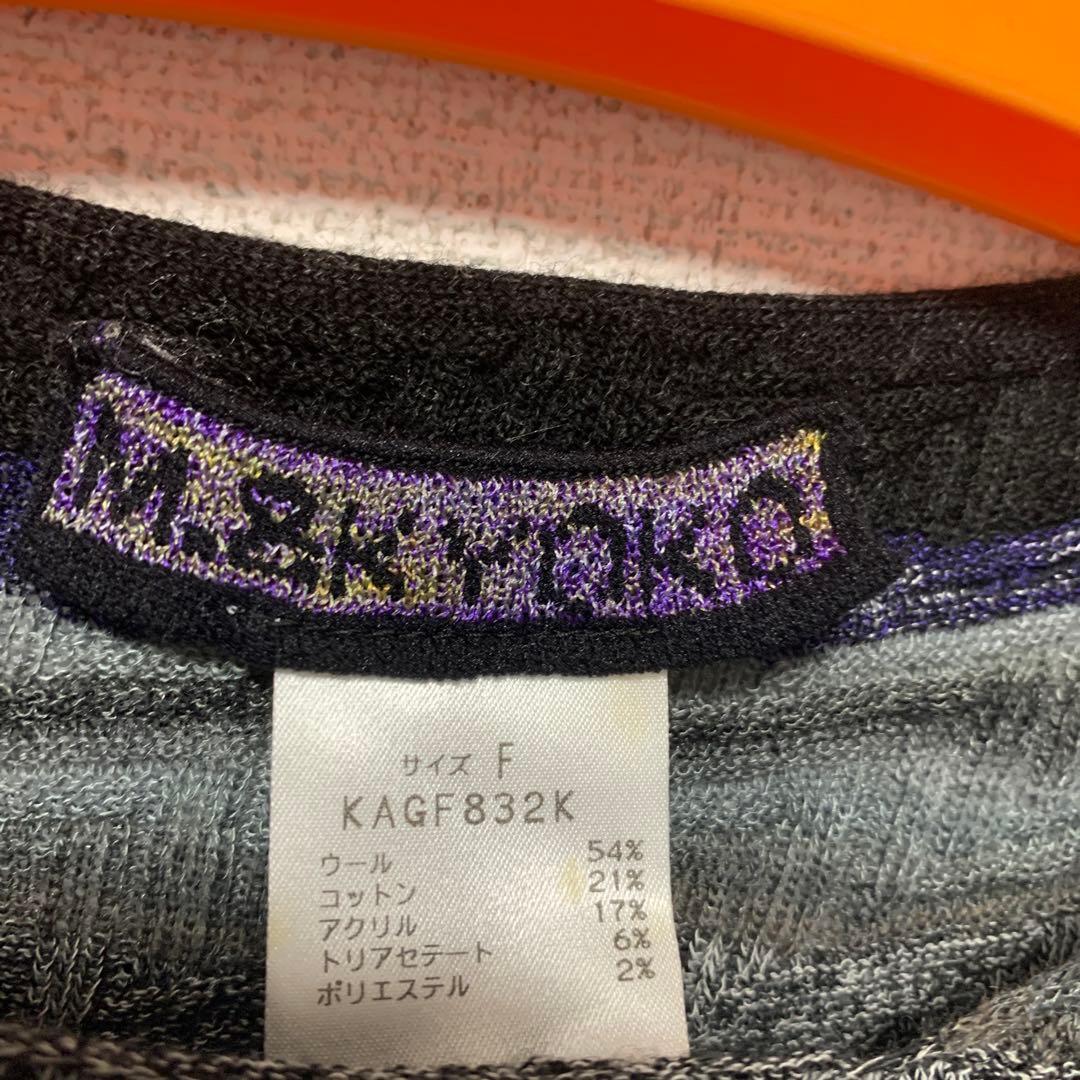 M.&KYOKO
サイズ F
KAGF832K
ウール 54%
コットン 21%
アクリル 17%
トリアセテート 6%
ポリエステル 2%